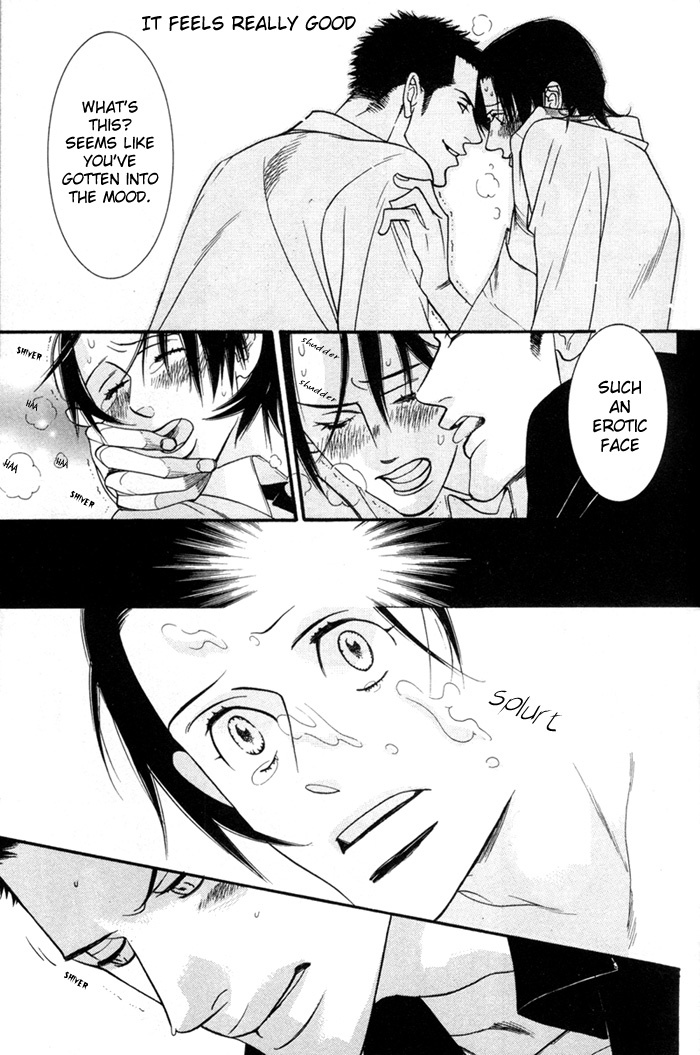 IT FEELS REALLY GOOD
WHAT'S
THIS?
SEEMS LIKE
YOU'VE
GOTTEN INTO
THE MOOD.
SUCH
AN
EROTIC
FACE
shudder
shudder
SHIVER
HAA
HAA
HAA
SHIVER
splurt
SHIVER